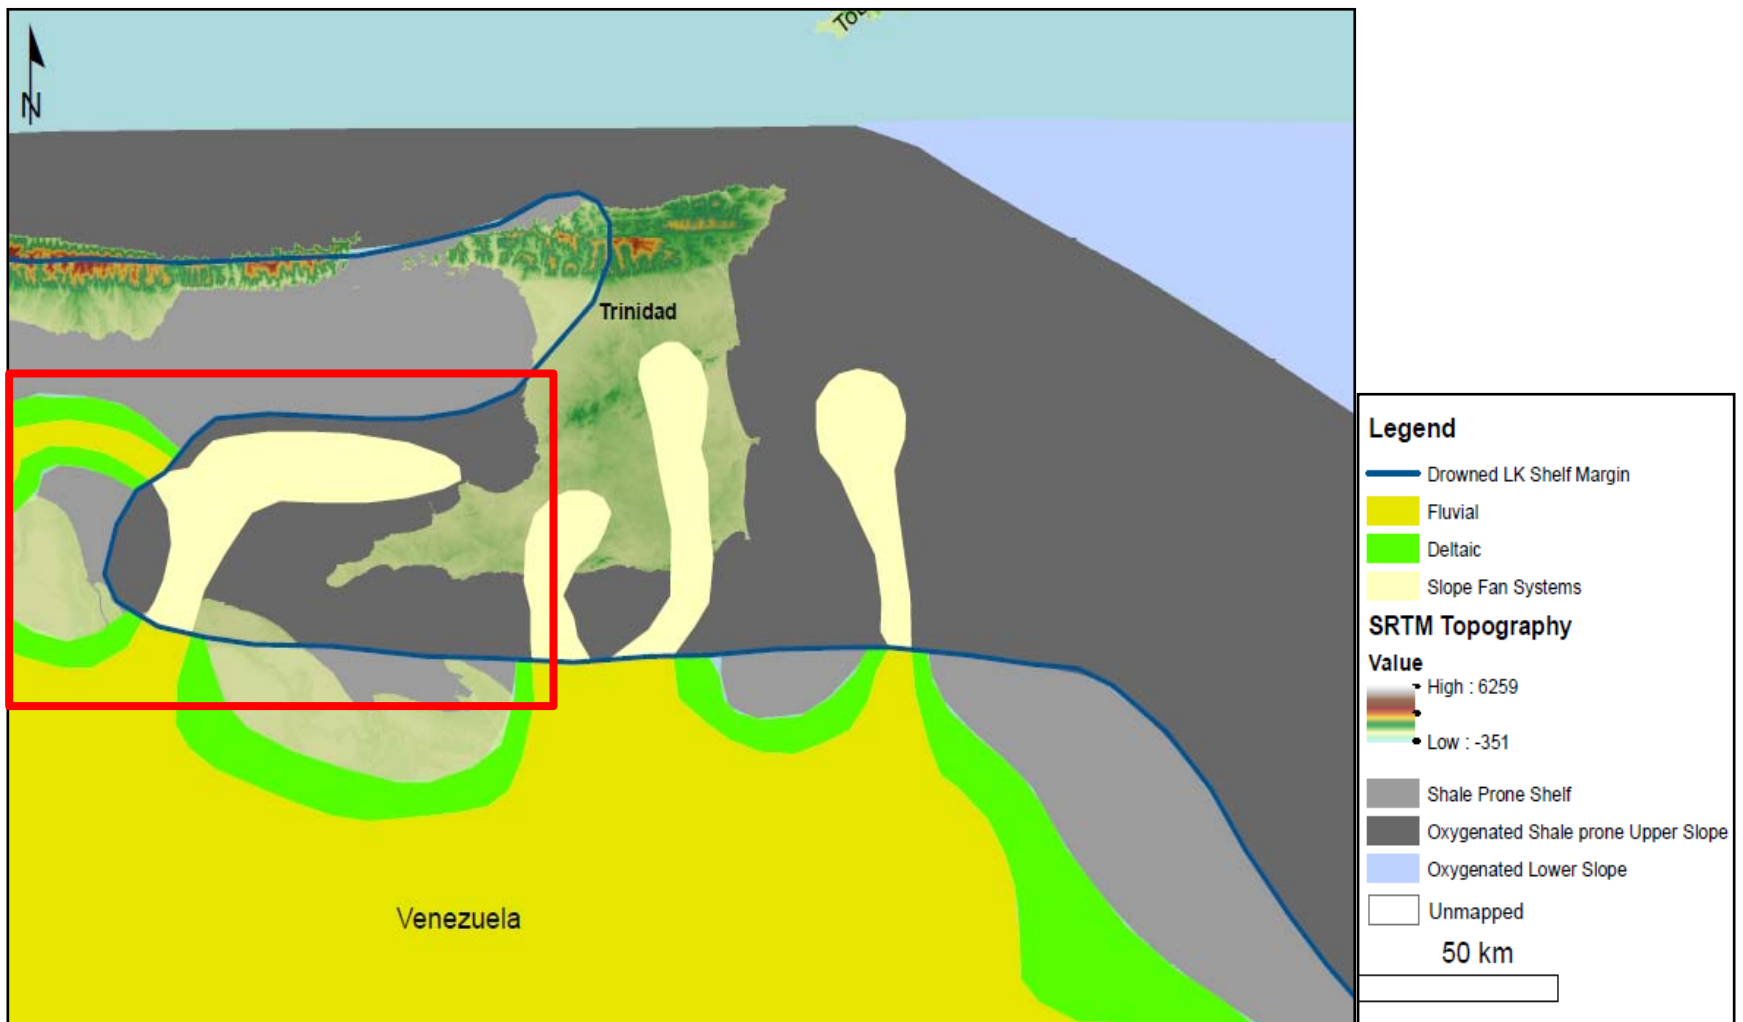 N
Trinidad
Venezuela
Legend
Drowned LK Shelf Margin
Fluvial
Deltaic
Slope Fan Systems
SRTM Topography
Value
High : 6259
Low : -351
Shale Prone Shelf
Oxygenated Shale prone Upper Slope
Oxygenated Lower Slope
Unmapped
50 km